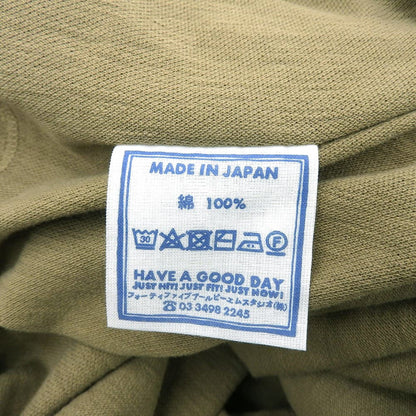 MADE IN JAPAN
綿 100%
30 F
HAVE A GOOD DAY
JUST HIT! JUST FIT! JUST NOW!
フォーティファイブアールピーエムスタジオ(株)
☎03 3498 2245